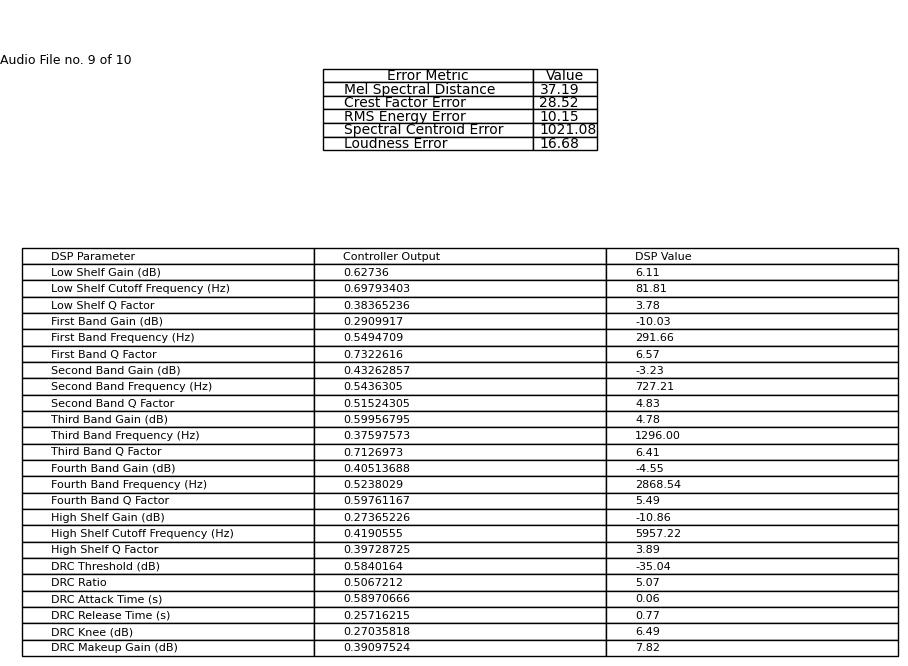 Audio File no. 9 of 10
Error Metric Value
Mel Spectral Distance 37.19
Crest Factor Error 28.52
RMS Energy Error 10.15
Spectral Centroid Error 1021.08
Loudness Error 16.68
DSP Parameter Controller Output DSP Value
Low Shelf Gain (dB) 0.62736 6.11
Low Shelf Cutoff Frequency (Hz) 0.69793403 81.81
Low Shelf Q Factor 0.38365236 3.78
First Band Gain (dB) 0.2909917 -10.03
First Band Frequency (Hz) 0.5494709 291.66
First Band Q Factor 0.7322616 6.57
Second Band Gain (dB) 0.43262857 -3.23
Second Band Frequency (Hz) 0.5436305 727.21
Second Band Q Factor 0.51524305 4.83
Third Band Gain (dB) 0.59956795 4.78
Third Band Frequency (Hz) 0.37597573 1296.00
Third Band Q Factor 0.7126973 6.41
Fourth Band Gain (dB) 0.40513688 -4.55
Fourth Band Frequency (Hz) 0.5238029 2868.54
Fourth Band Q Factor 0.59761167 5.49
High Shelf Gain (dB) 0.27365226 -10.86
High Shelf Cutoff Frequency (Hz) 0.4190555 5957.22
High Shelf Q Factor 0.39728725 3.89
DRC Threshold (dB) 0.5840164 -35.04
DRC Ratio 0.5067212 5.07
DRC Attack Time (s) 0.58970666 0.06
DRC Release Time (s) 0.25716215 0.77
DRC Knee (dB) 0.27035818 6.49
DRC Makeup Gain (dB) 0.39097524 7.82